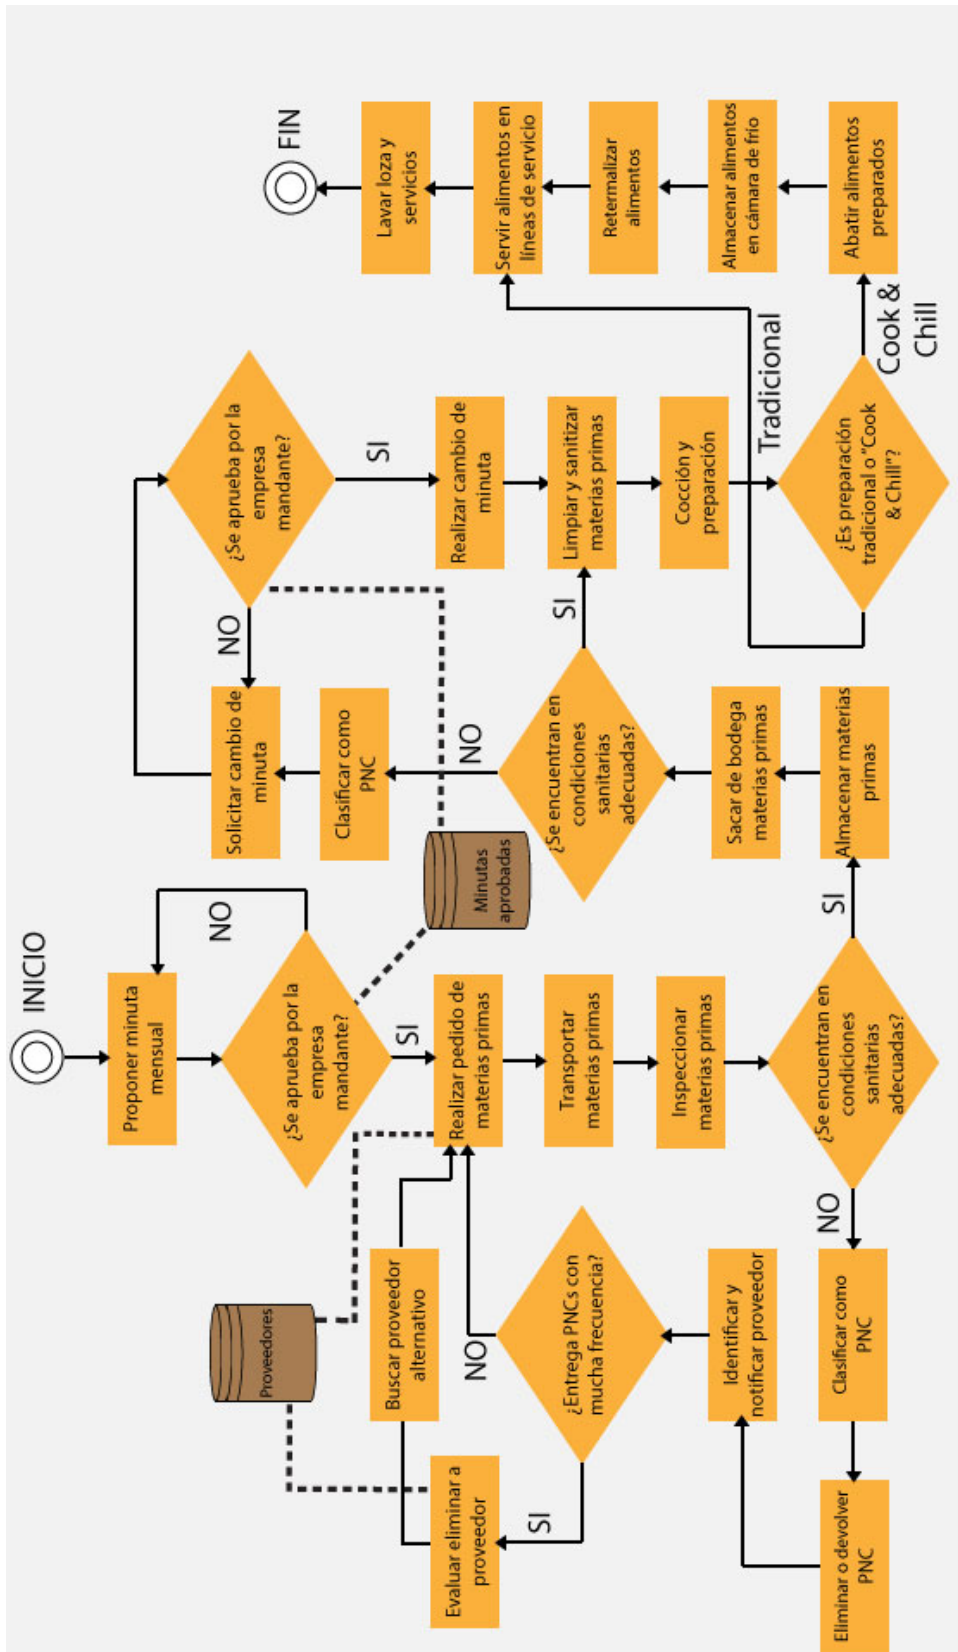 INICIO
Proponer minuta
mensual
NO
¿Se aprueba por la
empresa
mandante?
SI
Minutas
aprobadas
Proveedores
Realizar pedido de
materias primas
Transportar
materias primas
Inspeccionar
materias primas
¿Se encuentran en
condiciones
sanitarias
adecuadas?
NO
Clasificar como
PNC
Eliminar o devolver
PNC
Identificar y
notificar proveedor
¿Entrega PNCs con
mucha frecuencia?
NO
SI
Evaluar eliminar a
proveedor
Buscar proveedor
alternativo
SI
Almacenar materias
primas
Sacar de bodega
materias primas
¿Se encuentran en
condiciones
sanitarias
adecuadas?
NO
Clasificar como
PNC
Solicitar cambio de
minuta
NO
¿Se aprueba por la
empresa
mandante?
SI
Realizar cambio de
minuta
SI
Limpiar y sanitizar
materias primas
Cocción y
preparación
¿Es preparación
tradicional o "Cook
& Chill"?
Tradicional
Cook &
Chill
Abatir alimentos
preparados
Almacenar alimentos
en cámara de frío
Retermalizar
alimentos
Servir alimentos en
líneas de servicio
Lavar loza y
servicios
FIN